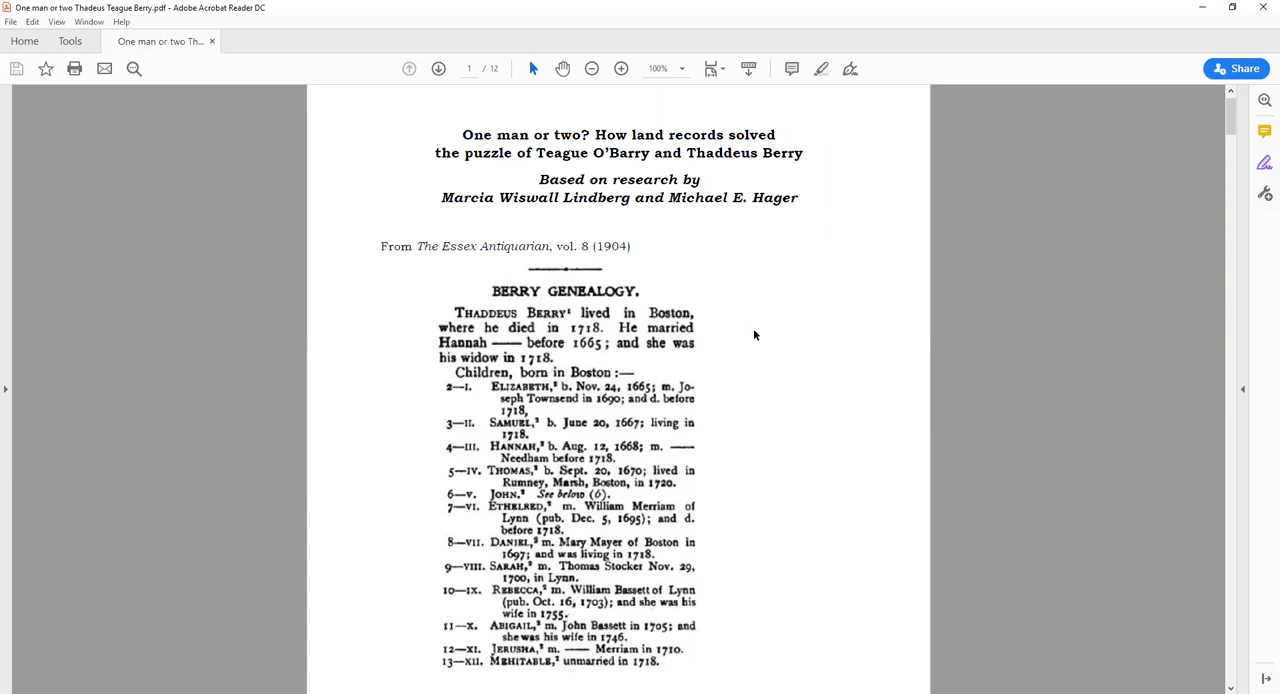 One man or two Thadeus Teague Berry.pdf - Adobe Acrobat Reader DC
File Edit View Window Help
Home Tools One man or two Th... ×
1 / 12 100% Share
One man or two? How land records solved
the puzzle of Teague O'Barry and Thaddeus Berry
Based on research by
Marcia Wiswall Lindberg and Michael E. Hager
From The Essex Antiquarian, vol. 8 (1904)
BERRY GENEALOGY.
THADDEUS BERRY¹ lived in Boston,
where he died in 1718. He married
Hannah —— before 1665; and she was
his widow in 1718.
Children, born in Boston:—
2—I. ELIZABETH,² b. Nov. 24, 1665; m. Jo-
seph Townsend in 1690; and d. before
1718,
3—II. SAMUEL,² b. June 20, 1667; living in
1718.
4—III. HANNAH,² b. Aug. 12, 1668; m. ——
Needham before 1718.
5—IV. THOMAS,² b. Sept. 20, 1670; lived in
Rumney, Marsh, Boston, in 1720.
6—V. JOHN.² See below (6).
7—VI. ETHELRED,² m. William Merriam of
Lynn (pub. Dec. 5, 1695); and d.
before 1718.
8—VII. DANIEL,² m. Mary Mayer of Boston in
1697; and was living in 1718.
9—VIII. SARAH,² m. Thomas Stocker Nov. 29,
1700, in Lynn.
10—IX. REBECCA,² m. William Bassett of Lynn
(pub. Oct. 16, 1703); and she was his
wife in 1755.
11—X. ABIGAIL,² m. John Bassett in 1705; and
she was his wife in 1746.
12—XI. JERUSHA,² m. —— Merriam in 1710.
13—XII. MEHITABLE,² unmarried in 1718.